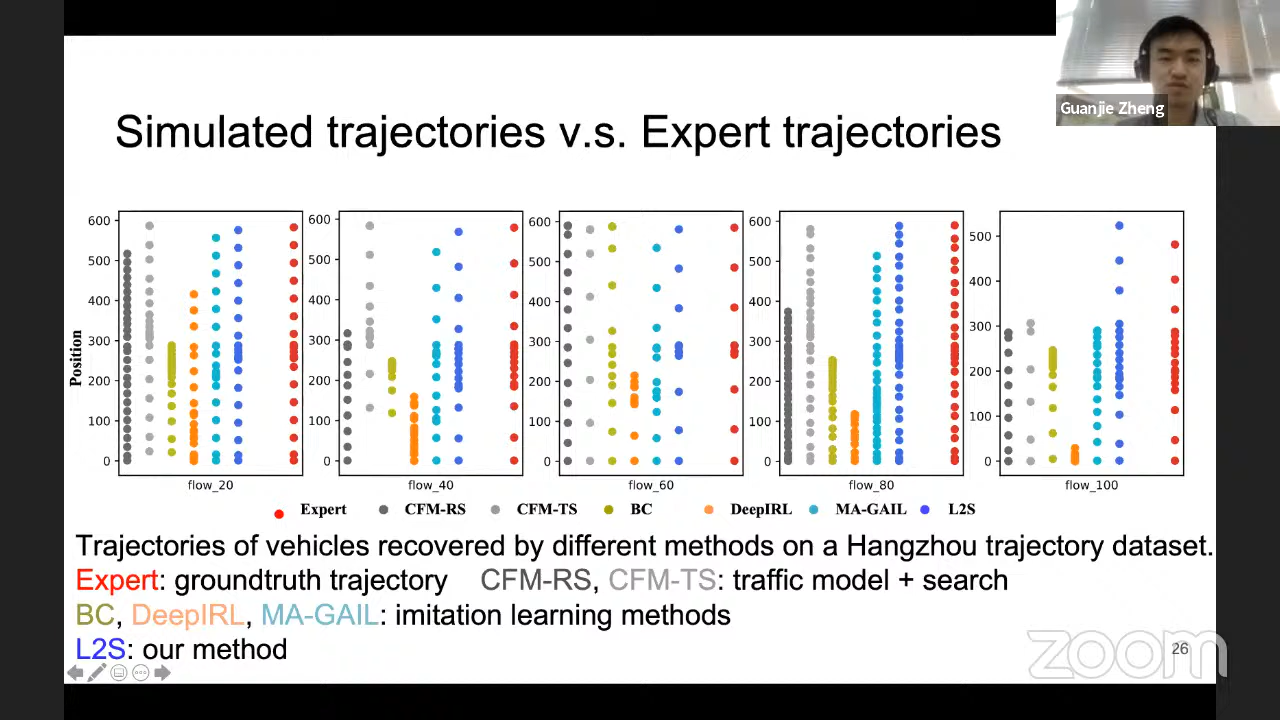 Guanjie Zheng
Simulated trajectories v.s. Expert trajectories
Position
600
500
400
300
200
100
0
flow_20
600
500
400
300
200
100
0
flow_40
600
500
400
300
200
100
0
flow_60
600
500
400
300
200
100
0
flow_80
500
400
300
200
100
0
flow_100
Expert CFM-RS CFM-TS BC DeepIRL MA-GAIL L2S
Trajectories of vehicles recovered by different methods on a Hangzhou trajectory dataset.
Expert: groundtruth trajectory CFM-RS, CFM-TS: traffic model + search
BC, DeepIRL, MA-GAIL: imitation learning methods
L2S: our method
26
zoom